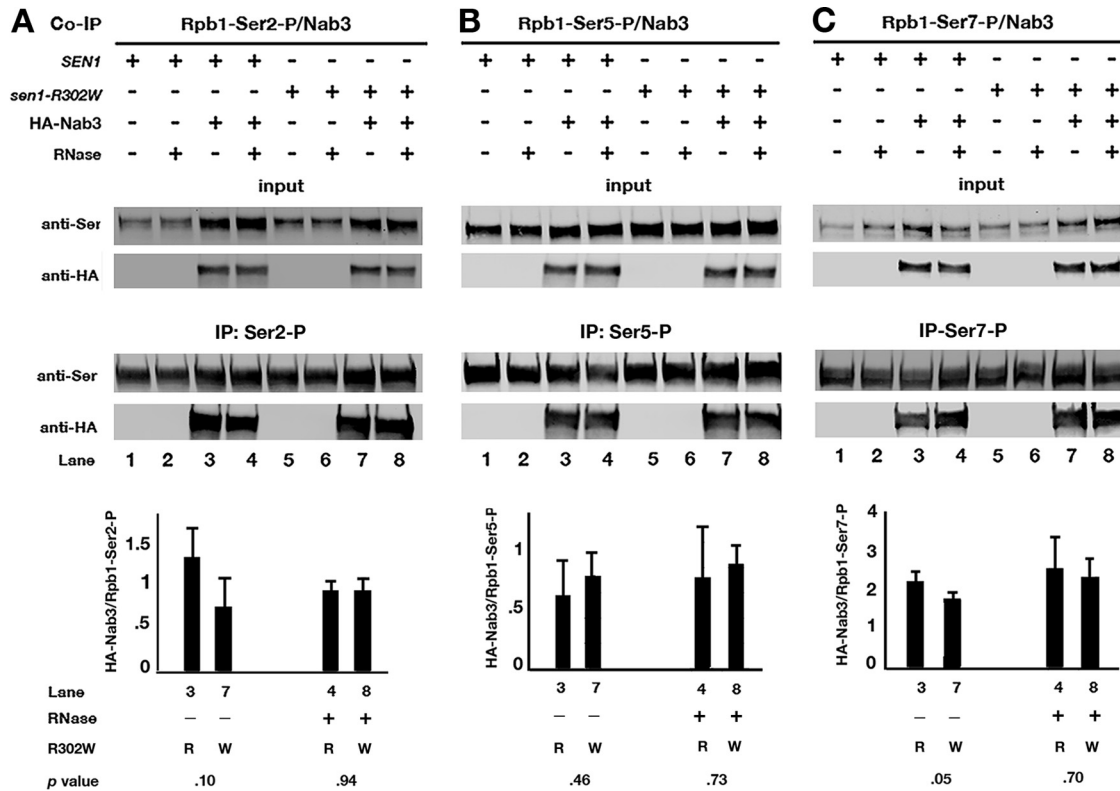 A Co-IP Rpb1-Ser2-P/Nab3 B Rpb1-Ser5-P/Nab3 C Rpb1-Ser7-P/Nab3
SEN1 + + + + - - - - + + + + - - - - + + + + - - - -
sen1-R302W - - - - + + + + - - - - + + + + - - - - + + + +
HA-Nab3 - - + + - - + + - - + + - - + + - - + + - - + +
RNase - + - + - + - + - + - + - + - + - + - + - + - +
input input input
anti-Ser
anti-HA
IP: Ser2-P IP: Ser5-P IP-Ser7-P
anti-Ser
anti-HA
Lane 1 2 3 4 5 6 7 8 1 2 3 4 5 6 7 8 1 2 3 4 5 6 7 8
HA-Nab3/Rpb1-Ser2-P
1.5
1
.5
0
HA-Nab3/Rpb1-Ser5-P
1
.5
0
HA-Nab3/Rpb1-Ser7-P
4
3
2
1
0
Lane 3 7 4 8 3 7 4 8 3 7 4 8
RNase – – + + – – + + – – + +
R302W R W R W R W R W R W R W
p value .10 .94 .46 .73 .05 .70